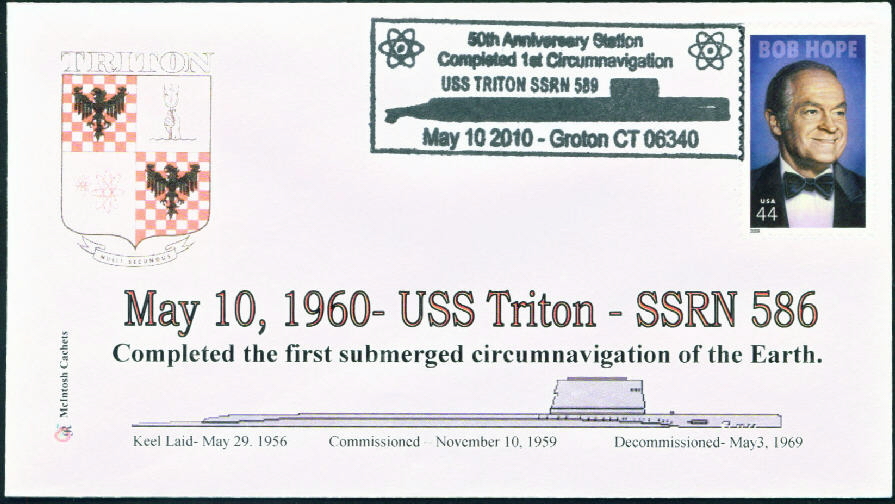 TRITON
NULLI SECUNDUS
50th Anniversary Station
Completed 1st Circumnavigation
USS TRITON SSRN 589
May 10 2010 - Groton CT 06340
BOB HOPE
USA
44
May 10, 1960- USS Triton - SSRN 586
Completed the first submerged circumnavigation of the Earth.
McIntosh Cachets
Keel Laid- May 29. 1956 Commissioned - November 10, 1959 Decommissioned- May3, 1969